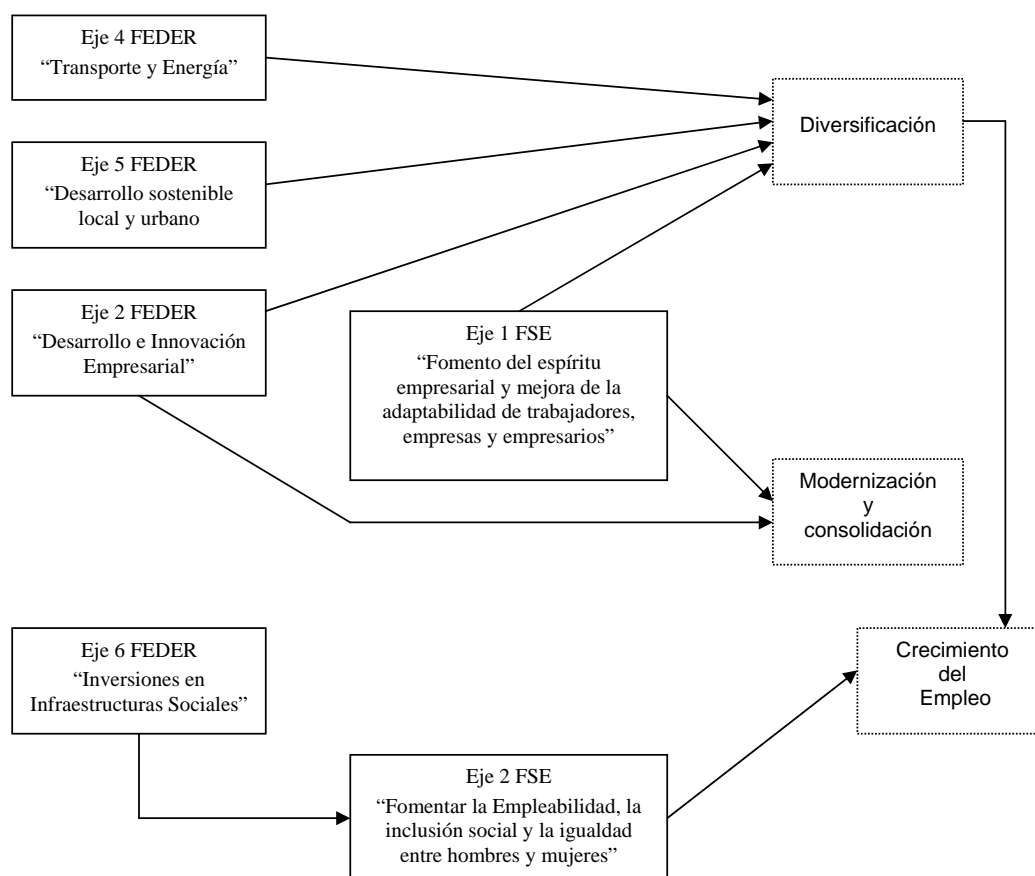 Eje 4 FEDER
“Transporte y Energía”
Diversificación
Eje 5 FEDER
“Desarrollo sostenible
local y urbano
Eje 2 FEDER
“Desarrollo e Innovación
Empresarial”
Eje 1 FSE
“Fomento del espíritu
empresarial y mejora de la
adaptabilidad de trabajadores,
empresas y empresarios”
Modernización
y
consolidación
Eje 6 FEDER
“Inversiones en
Infraestructuras Sociales”
Crecimiento
del
Empleo
Eje 2 FSE
“Fomentar la Empleabilidad, la
inclusión social y la igualdad
entre hombres y mujeres”